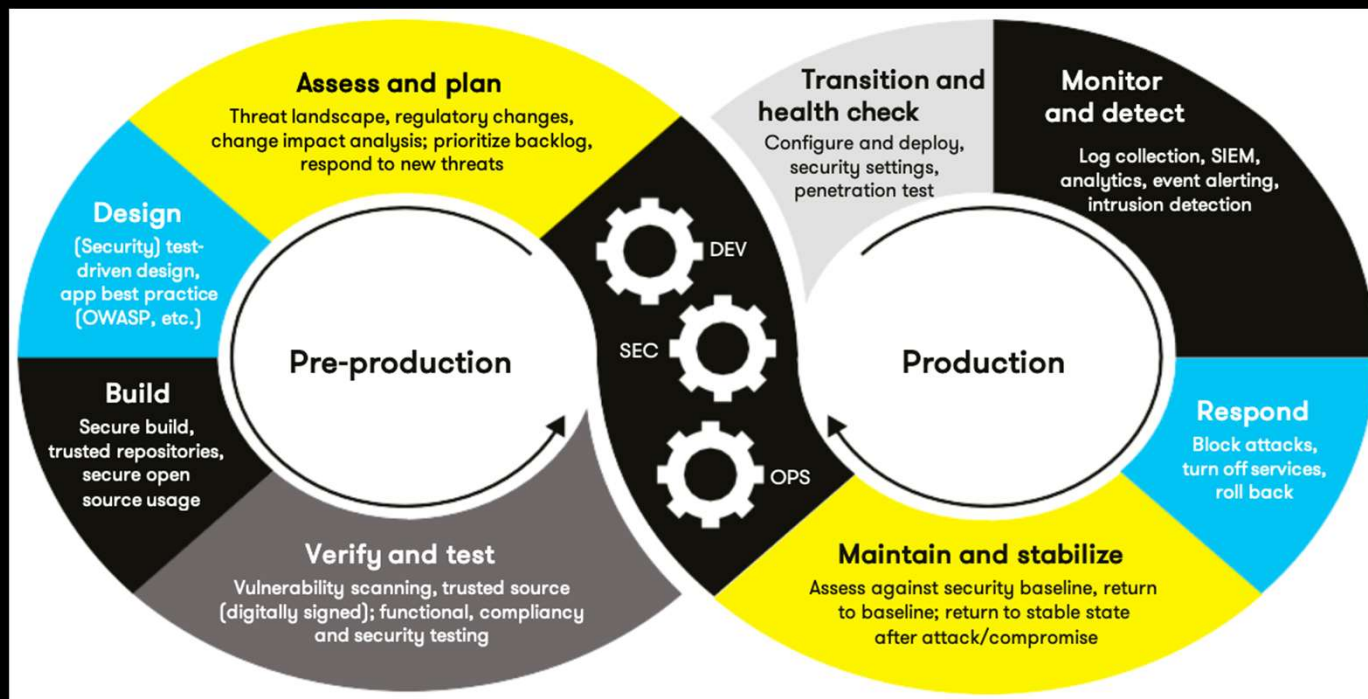 Assess and plan
Threat landscape, regulatory changes,
change impact analysis; prioritize backlog,
respond to new threats
Design
(Security) test-
driven design,
app best practice
(OWASP, etc.)
Pre-production
Build
Secure build,
trusted repositories,
secure open
source usage
Verify and test
Vulnerability scanning, trusted source
(digitally signed); functional, compliancy
and security testing
DEV
SEC
OPS
Transition and
health check
Configure and deploy,
security settings,
penetration test
Monitor
and detect
Log collection, SIEM,
analytics, event alerting,
intrusion detection
Production
Respond
Block attacks,
turn off services,
roll back
Maintain and stabilize
Assess against security baseline, return
to baseline; return to stable state
after attack/compromise